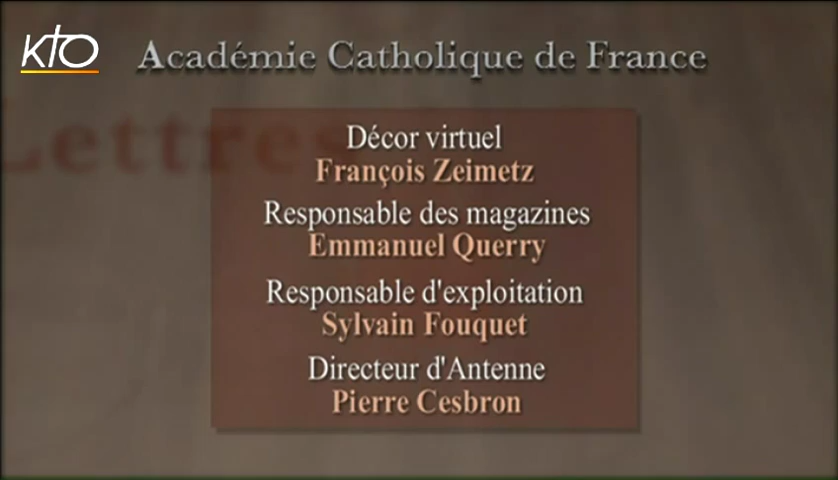 KTO
Académie Catholique de France
Lettres
Décor virtuel
François Zeimetz
Responsable des magazines
Emmanuel Querry
Responsable d'exploitation
Sylvain Fouquet
Directeur d'Antenne
Pierre Cesbron